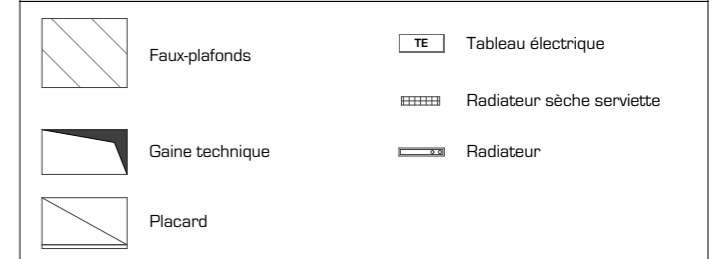 Faux-plafonds
Gaine technique
Placard
TE Tableau électrique
Radiateur sèche serviette
Radiateur